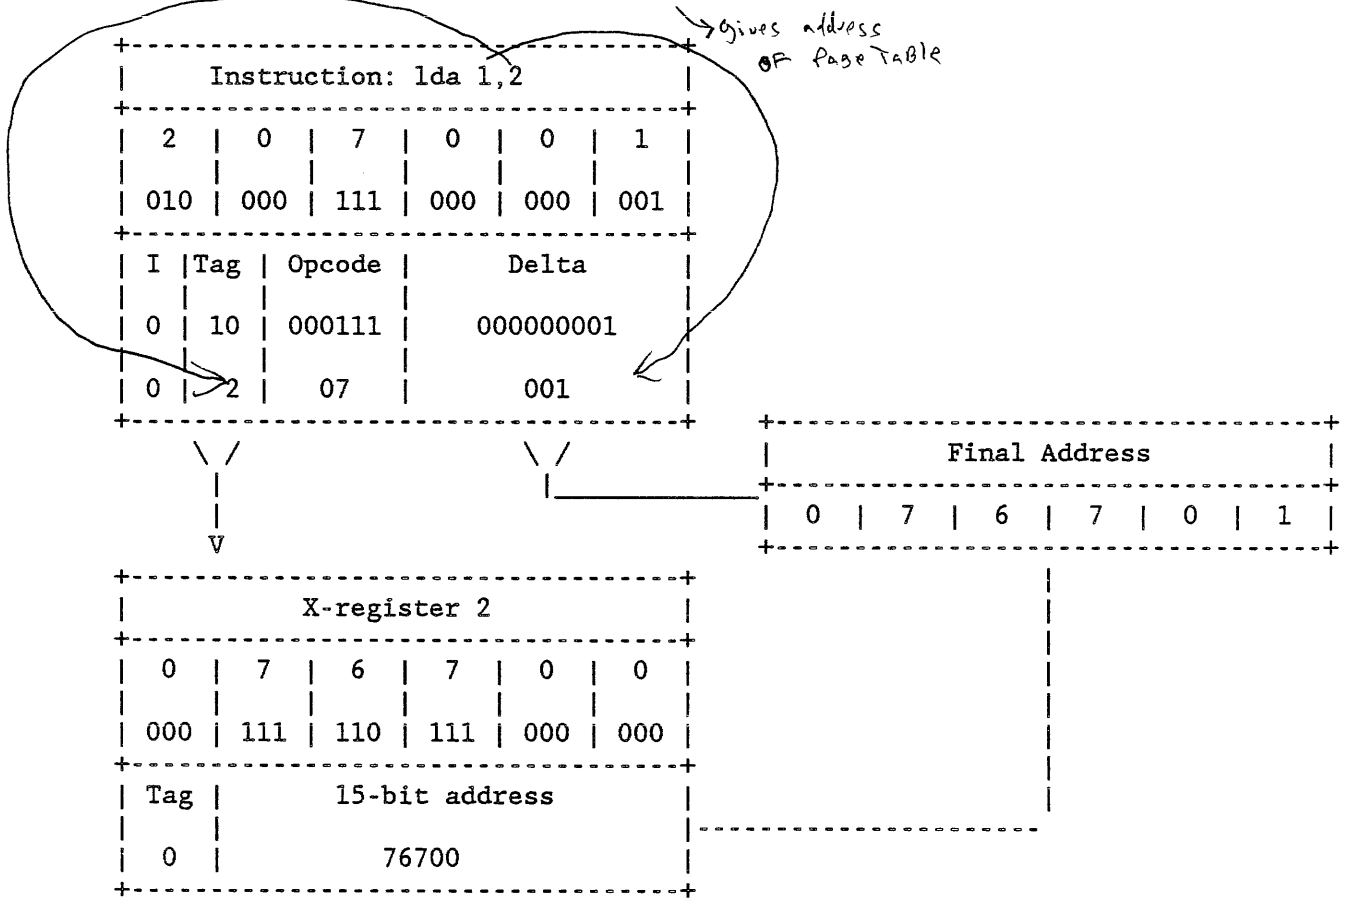 gives address
OF PageTaBle
Instruction: lda 1,2
2 | 0 | 7 | 0 | 0 | 1
010 | 000 | 111 | 000 | 000 | 001
I | Tag | Opcode | Delta
0 | 10 | 000111 | 000000001
0 | 2 | 07 | 001
\ / \ /
Final Address
0 | 7 | 6 | 7 | 0 | 1
V
X-register 2
0 | 7 | 6 | 7 | 0 | 0
000 | 111 | 110 | 111 | 000 | 000
Tag | 15-bit address
0 | 76700